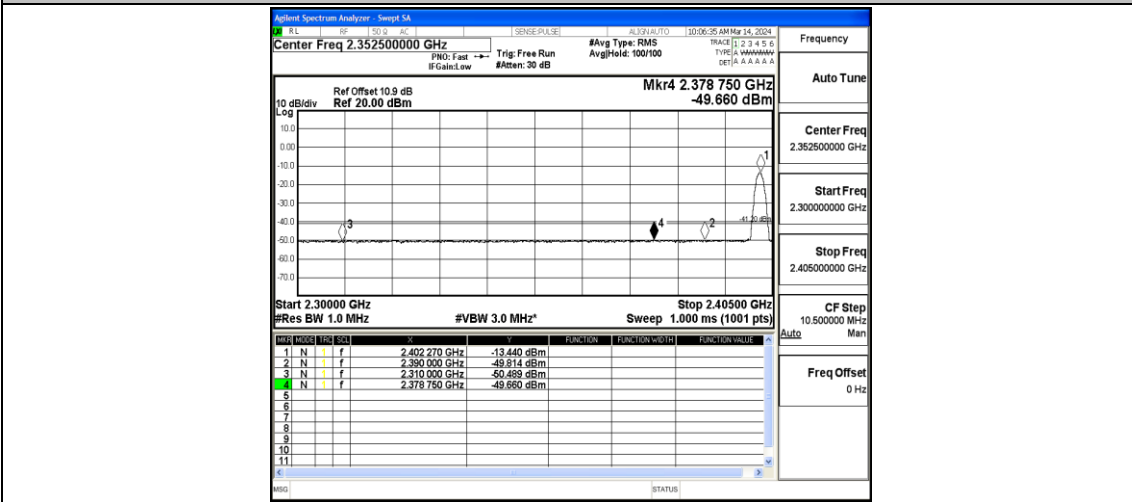 Agilent Spectrum Analyzer - Swept SA
RL RF 50 Ω AC SENSE:PULSE ALIGNAUTO 10:06:35 AM Mar 14, 2024
Center Freq 2.352500000 GHz
PNO: Fast
IFGain:Low
Trig: Free Run
#Atten: 30 dB
#Avg Type: RMS
Avg|Hold: 100/100
TRACE 1 2 3 4 5 6
TYPE A WWWWW
DET A A A A A A
Ref Offset 10.9 dB
10 dB/div Ref 20.00 dBm
Log
Mkr4 2.378 750 GHz
-49.660 dBm
10.0
0.00
-10.0
-20.0
-30.0
-40.0
-50.0
-60.0
-70.0
1
2
3
4
-41.20 dBm
Start 2.30000 GHz Stop 2.40500 GHz
#Res BW 1.0 MHz #VBW 3.0 MHz* Sweep 1.000 ms (1001 pts)
MKR MODE TRC SCL X Y FUNCTION FUNCTION WIDTH FUNCTION VALUE
1 N 1 f 2.402 270 GHz -13.440 dBm
2 N 1 f 2.390 000 GHz -49.814 dBm
3 N 1 f 2.310 000 GHz -50.489 dBm
4 N 1 f 2.378 750 GHz -49.660 dBm
5
6
7
8
9
10
11
MSG STATUS
Frequency
Auto Tune
Center Freq
2.352500000 GHz
Start Freq
2.300000000 GHz
Stop Freq
2.405000000 GHz
CF Step
10.500000 MHz
Auto Man
Freq Offset
0 Hz